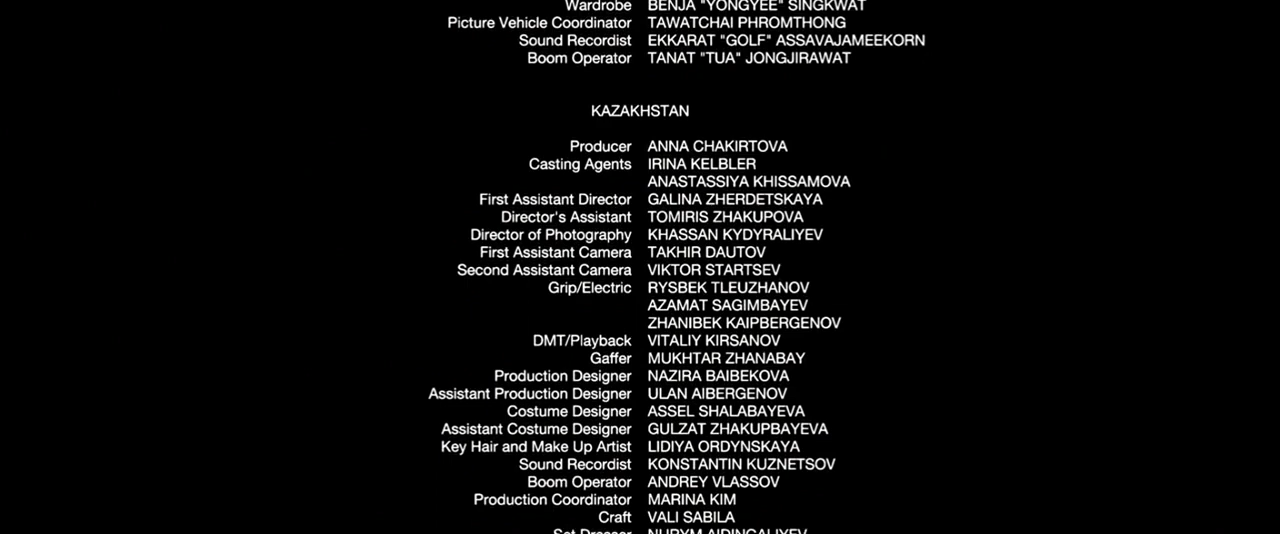 Wardrobe BENJA "YONGYEE" SINGKWAT
Picture Vehicle Coordinator TAWATCHAI PHROMTHONG
Sound Recordist EKKARAT "GOLF" ASSAVAJAMEEKORN
Boom Operator TANAT "TUA" JONGJIRAWAT
KAZAKHSTAN
Producer ANNA CHAKIRTOVA
Casting Agents IRINA KELBLER
ANASTASSIYA KHISSAMOVA
First Assistant Director GALINA ZHERDETSKAYA
Director's Assistant TOMIRIS ZHAKUPOVA
Director of Photography KHASSAN KYDYRALIYEV
First Assistant Camera TAKHIR DAUTOV
Second Assistant Camera VIKTOR STARTSEV
Grip/Electric RYSBEK TLEUZHANOV
AZAMAT SAGIMBAYEV
ZHANIBEK KAIPBERGENOV
DMT/Playback VITALIY KIRSANOV
Gaffer MUKHTAR ZHANABAY
Production Designer NAZIRA BAIBEKOVA
Assistant Production Designer ULAN AIBERGENOV
Costume Designer ASSEL SHALABAYEVA
Assistant Costume Designer GULZAT ZHAKUPBAYEVA
Key Hair and Make Up Artist LIDIYA ORDYNSKAYA
Sound Recordist KONSTANTIN KUZNETSOV
Boom Operator ANDREY VLASSOV
Production Coordinator MARINA KIM
Craft VALI SABILA
Set Dresser NURYM AIDINGALIYEV